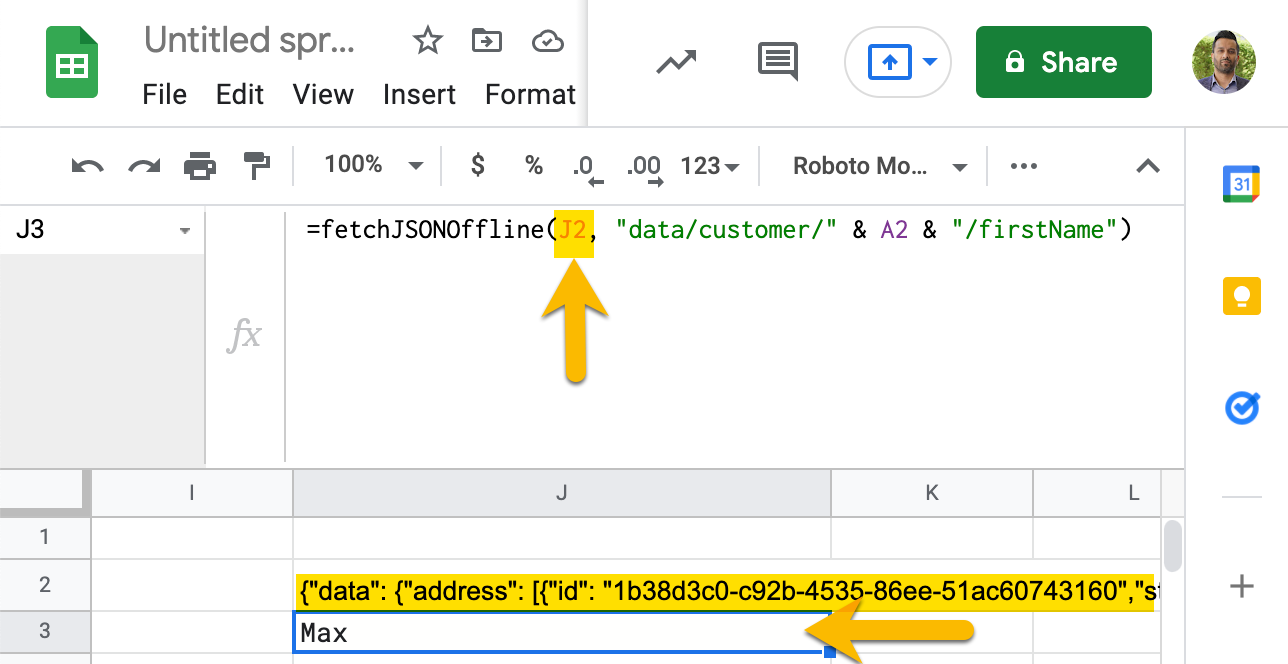 Untitled spr...
File Edit View Insert Format
Share
100% $ % .0 .00 123 Roboto Mo... ...
31
J3
=fetchJSONOffline(J2, "data/customer/" & A2 & "/firstName")
fx
I J K L
1
2 {"data": {"address": [{"id": "1b38d3c0-c92b-4535-86ee-51ac60743160","st
3 Max